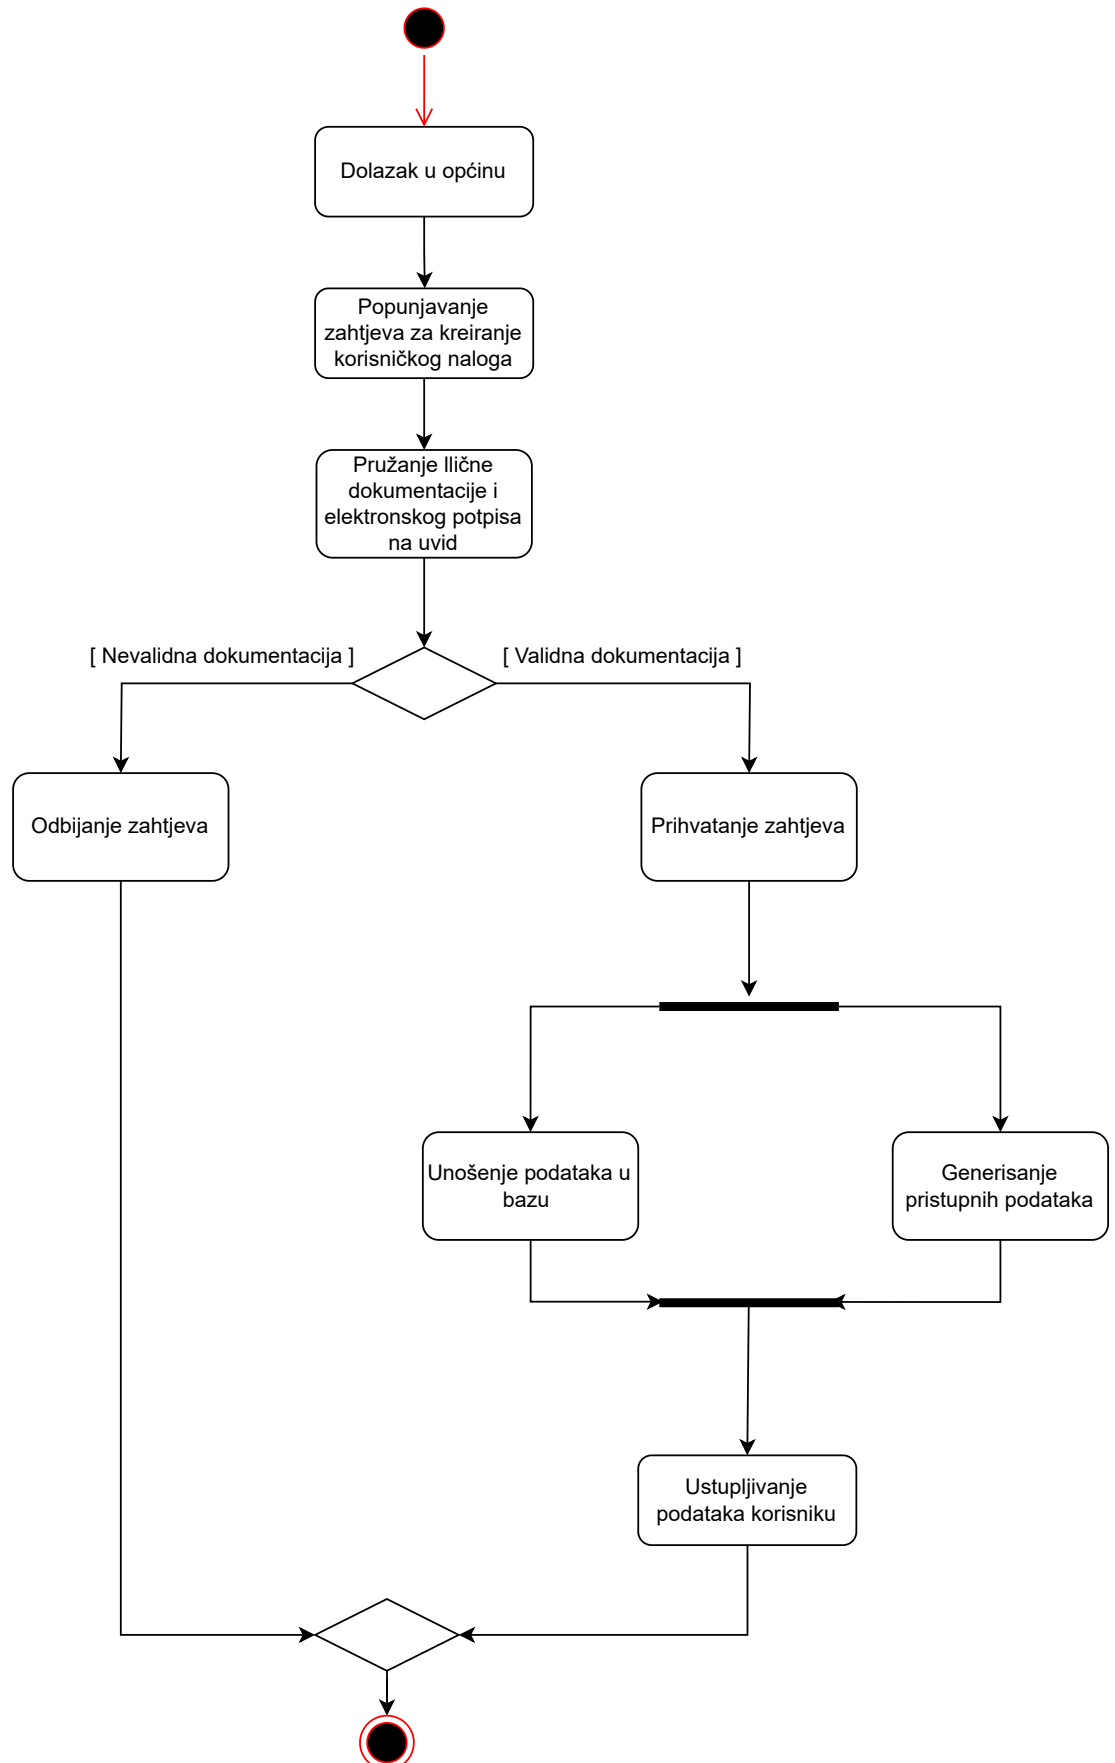 Dolazak u općinu
Popunjavanje
zahtjeva za kreiranje
korisničkog naloga
Pružanje llične
dokumentacije i
elektronskog potpisa
na uvid
[ Nevalidna dokumentacija ]
[ Validna dokumentacija ]
Odbijanje zahtjeva
Prihvatanje zahtjeva
Unošenje podataka u
bazu
Generisanje
pristupnih podataka
Ustupljivanje
podataka korisniku